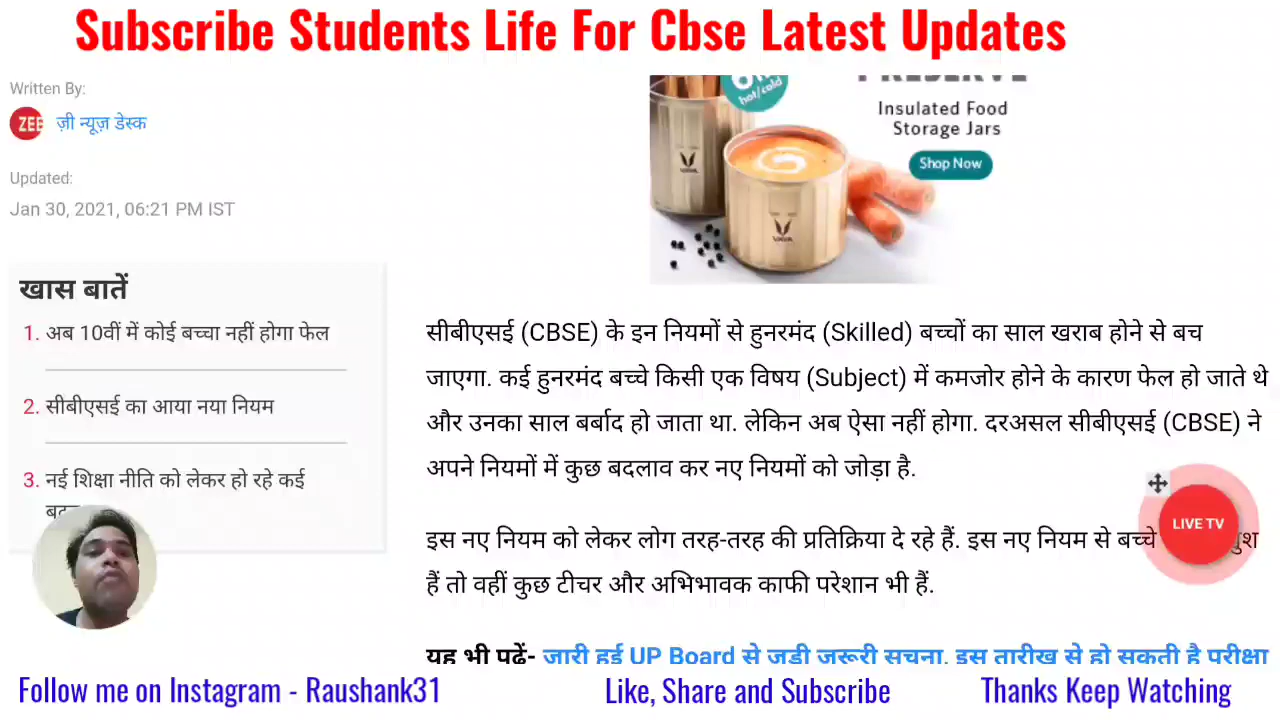 Subscribe Students Life For Cbse Latest Updates
Written By:
ZEE ज़ी न्यूज़ डेस्क
Updated:
Jan 30, 2021, 06:21 PM IST
hot/cold
Insulated Food
Storage Jars
Shop Now
खास बातें
1. अब 10वीं में कोई बच्चा नहीं होगा फेल
2. सीबीएसई का आया नया नियम
3. नई शिक्षा नीति को लेकर हो रहे कई
सीबीएसई (CBSE) के इन नियमों से हुनरमंद (Skilled) बच्चों का साल खराब होने से बच
जाएगा. कई हुनरमंद बच्चे किसी एक विषय (Subject) में कमजोर होने के कारण फेल हो जाते थे
और उनका साल बर्बाद हो जाता था. लेकिन अब ऐसा नहीं होगा. दरअसल सीबीएसई (CBSE) ने
अपने नियमों में कुछ बदलाव कर नए नियमों को जोड़ा है.
इस नए नियम को लेकर लोग तरह-तरह की प्रतिक्रिया दे रहे हैं. इस नए नियम से बच्चे
LIVE TV
हैं तो वहीं कुछ टीचर और अभिभावक काफी परेशान भी हैं.
यह भी पढ़ें- जारी हुई UP Board से जुड़ी जरूरी सूचना, इस तारीख से हो सकती है परीक्षा
Follow me on Instagram - Raushank31
Like, Share and Subscribe
Thanks Keep Watching